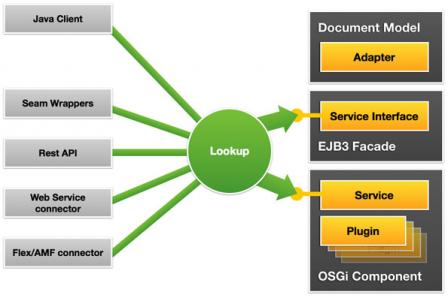 Java Client
Seam Wrappers
Rest API
Web Service
connector
Flex/AMF connector
Lookup
Document Model
Adapter
Service Interface
EJB3 Facade
Service
Plugin
OSGi Component